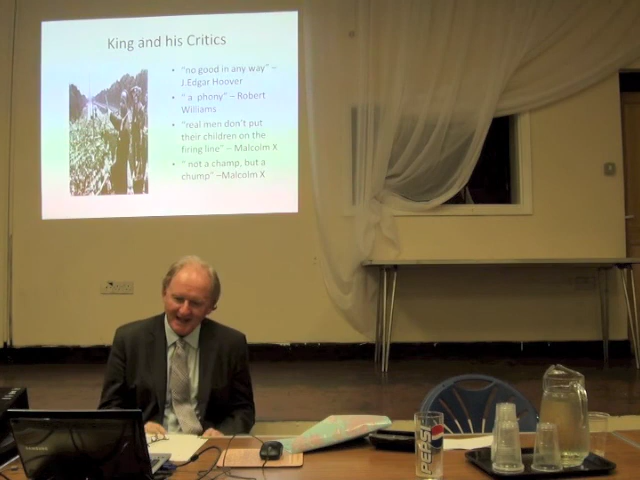 King and his Critics
• "no good in any way" –
J.Edgar Hoover
• " a phony" – Robert
Williams
• "real men don't put
their children on the
firing line" – Malcolm X
• " not a champ, but a
chump" –Malcolm X
PEPSI